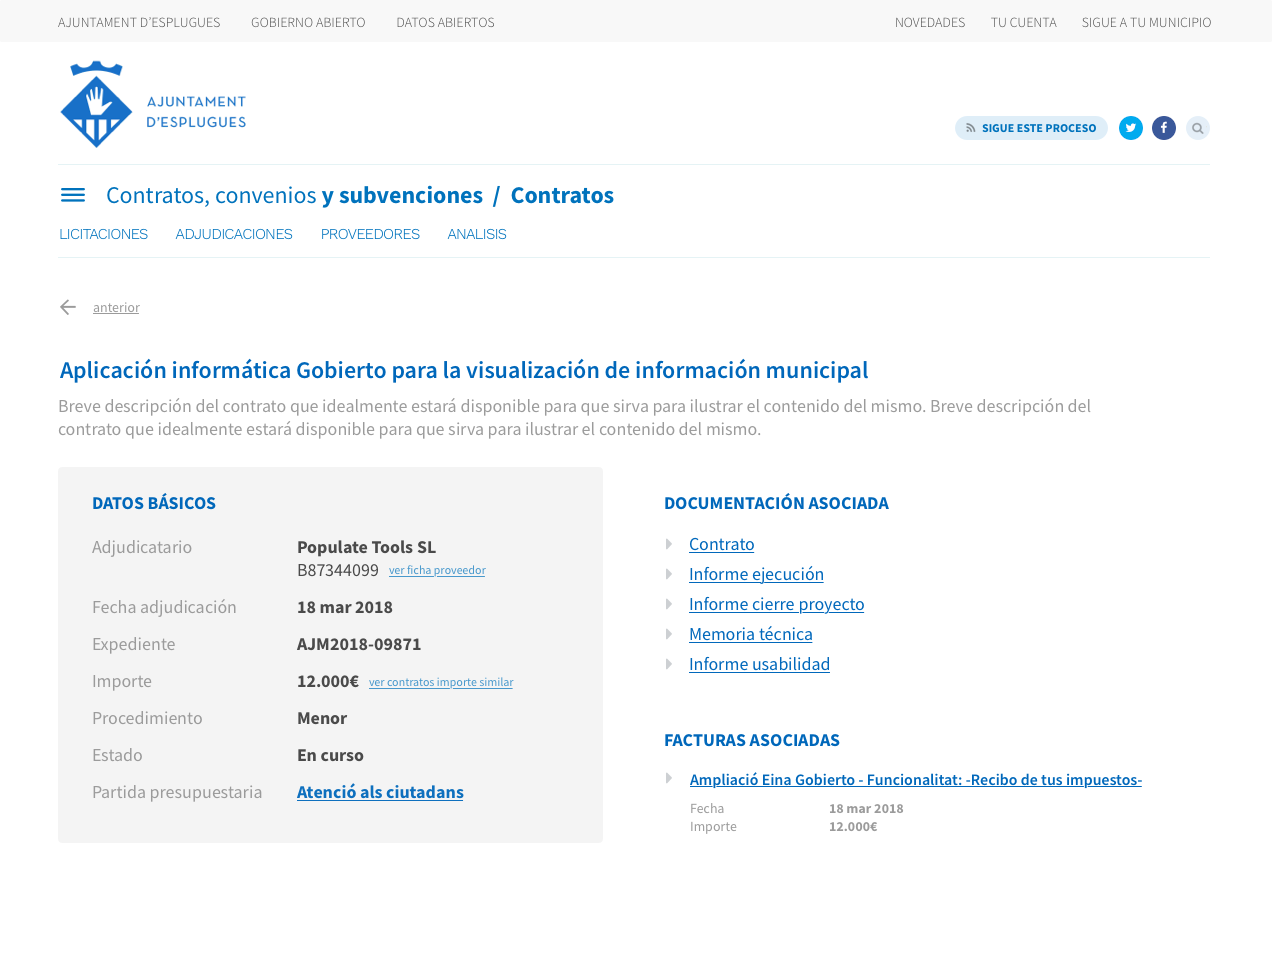 AJUNTAMENT D'ESPLUGUES GOBIERNO ABIERTO DATOS ABIERTOS NOVEDADES TU CUENTA SIGUE A TU MUNICIPIO
AJUNTAMENT
D'ESPLUGUES
SIGUE ESTE PROCESO
Contratos, convenios y subvenciones / Contratos
LICITACIONES ADJUDICACIONES PROVEEDORES ANALISIS
anterior
Aplicación informática Gobierto para la visualización de información municipal
Breve descripción del contrato que idealmente estará disponible para que sirva para ilustrar el contenido del mismo. Breve descripción del
contrato que idealmente estará disponible para que sirva para ilustrar el contenido del mismo.
DATOS BÁSICOS
Adjudicatario Populate Tools SL
B87344099 ver ficha proveedor
Fecha adjudicación 18 mar 2018
Expediente AJM2018-09871
Importe 12.000€ ver contratos importe similar
Procedimiento Menor
Estado En curso
Partida presupuestaria Atenció als ciutadans
DOCUMENTACIÓN ASOCIADA
Contrato
Informe ejecución
Informe cierre proyecto
Memoria técnica
Informe usabilidad
FACTURAS ASOCIADAS
Ampliació Eina Gobierto - Funcionalitat: -Recibo de tus impuestos-
Fecha 18 mar 2018
Importe 12.000€